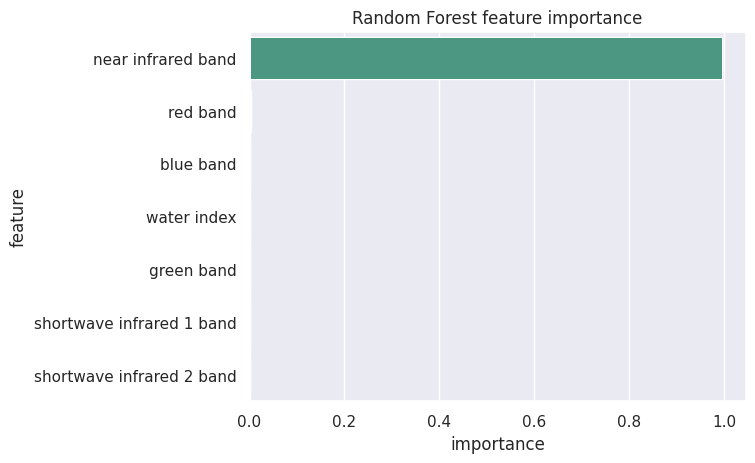 Random Forest feature importance
near infrared band
red band
blue band
water index
green band
shortwave infrared 1 band
shortwave infrared 2 band
feature
0.0 0.2 0.4 0.6 0.8 1.0
importance